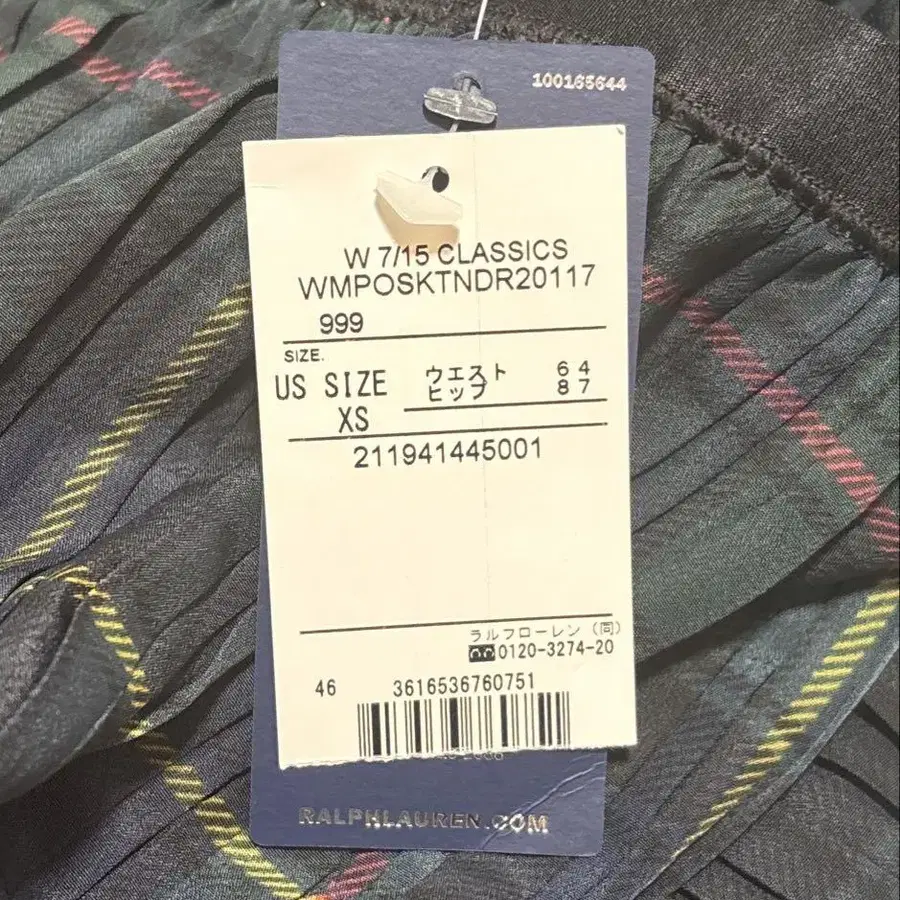 100165644
W 7/15 CLASSICS
WMPOSKTNDR20117
999
SIZE.
US SIZE
XS
ウエスト 64
ヒップ 87
211941445001
ラルフローレン(同)
0120-3274-20
46 3616536760751
RALPHLAUREN.COM